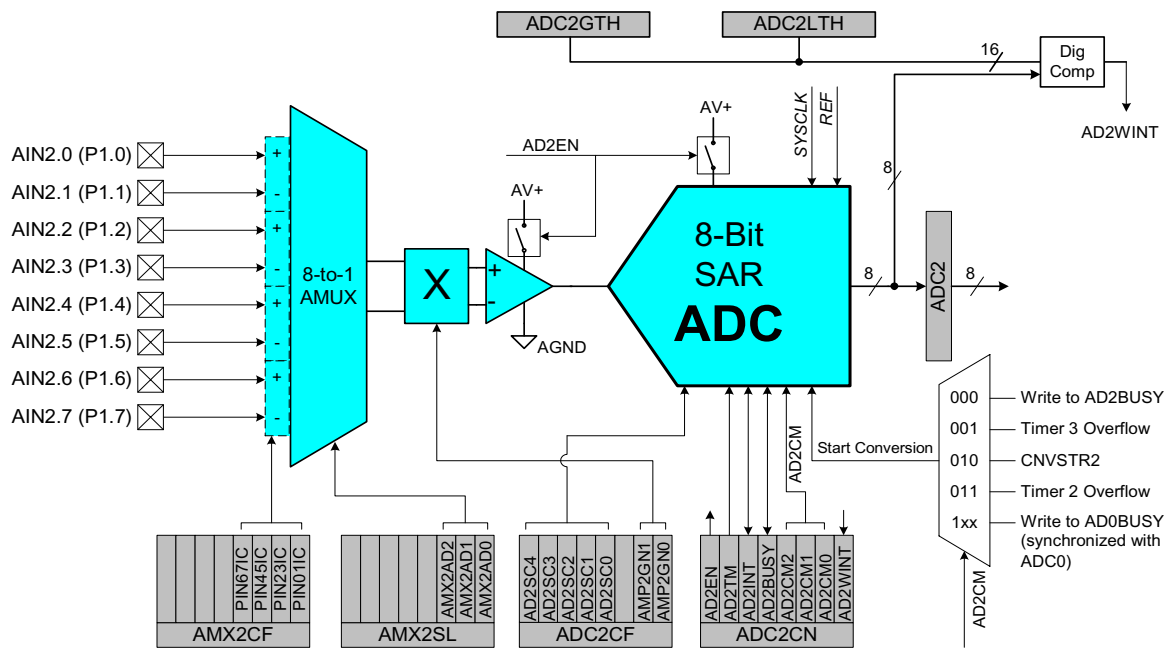 ADC2GTH
ADC2LTH
16
Dig
Comp
AD2WINT
AV+
SYSCLK
REF
AD2EN
AV+
8
AIN2.0 (P1.0)
AIN2.1 (P1.1)
AIN2.2 (P1.2)
AIN2.3 (P1.3)
AIN2.4 (P1.4)
AIN2.5 (P1.5)
AIN2.6 (P1.6)
AIN2.7 (P1.7)
+
-
+
-
+
-
+
-
8-to-1
AMUX
X
+
-
AGND
8-Bit
SAR
ADC
8
ADC2
8
Start Conversion
AD2CM
000
001
010
011
1xx
Write to AD2BUSY
Timer 3 Overflow
CNVSTR2
Timer 2 Overflow
Write to AD0BUSY
(synchronized with
ADC0)
AD2CM
PIN67IC
PIN45IC
PIN23IC
PIN01IC
AMX2CF
AMX2AD2
AMX2AD1
AMX2AD0
AMX2SL
AD2SC4
AD2SC3
AD2SC2
AD2SC1
AD2SC0
AMP2GN1
AMP2GN0
ADC2CF
AD2EN
AD2TM
AD2INT
AD2BUSY
AD2CM2
AD2CM1
AD2CM0
AD2WINT
ADC2CN